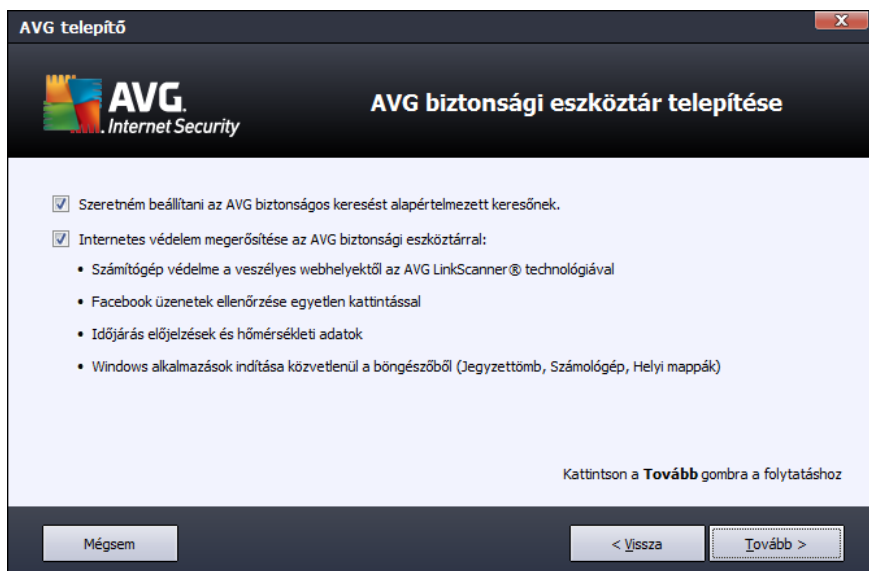 AVG telepítő
AVG.
Internet Security
AVG biztonsági eszköztár telepítése
Szeretném beállítani az AVG biztonságos keresést alapértelmezett keresőnek.
Internetes védelem megerősítése az AVG biztonsági eszköztárral:
• Számítógép védelme a veszélyes webhelyektől az AVG LinkScanner® technológiával
• Facebook üzenetek ellenőrzése egyetlen kattintással
• Időjárás előjelzések és hőmérsékleti adatok
• Windows alkalmazások indítása közvetlenül a böngészőből (Jegyzettömb, Számológép, Helyi mappák)
Kattintson a Tovább gombra a folytatáshoz
Mégsem
< Vissza
Tovább >